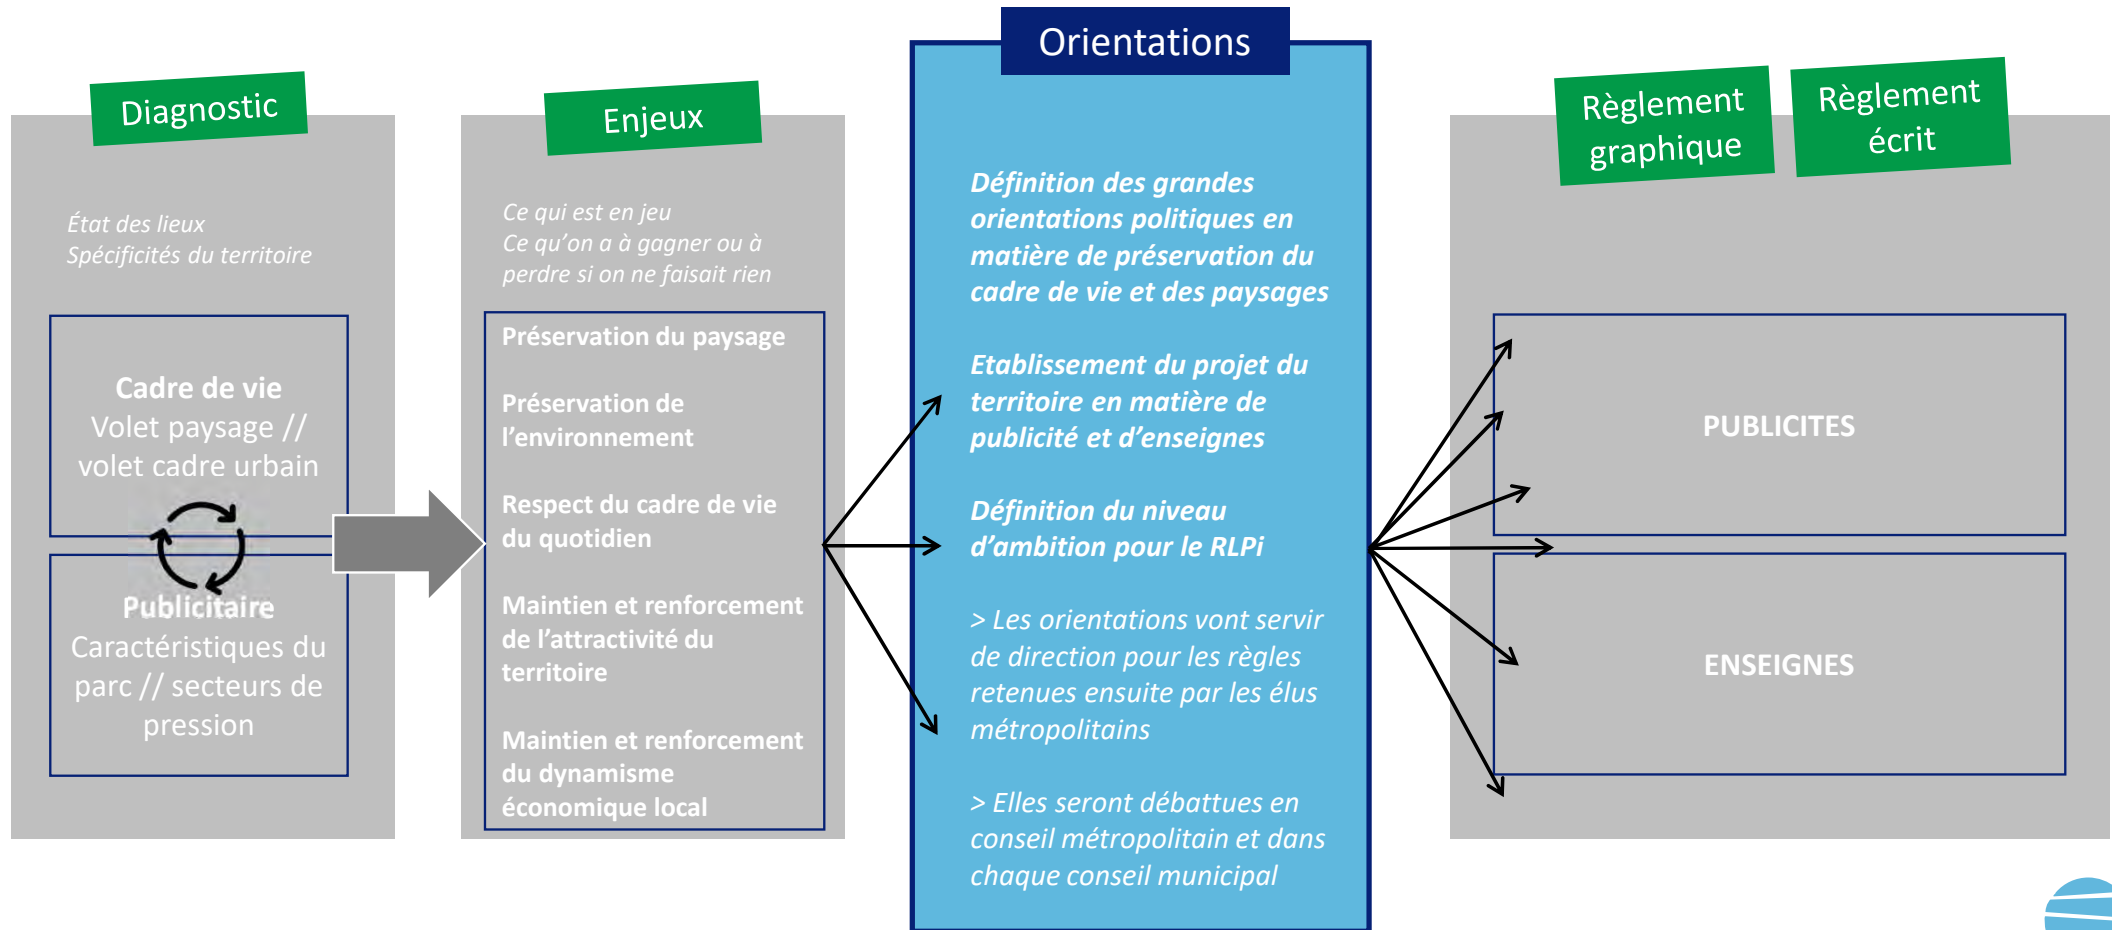 Diagnostic
État des lieux
Spécificités du territoire
Cadre de vie
Volet paysage //
volet cadre urbain
Publicitaire
Caractéristiques du
parc // secteurs de
pression
Enjeux
Ce qui est en jeu
Ce qu'on a à gagner ou à
perdre si on ne faisait rien
Préservation du paysage
Préservation de
l'environnement
Respect du cadre de vie
du quotidien
Maintien et renforcement
de l'attractivité du
territoire
Maintien et renforcement
du dynamisme
économique local
Orientations
Définition des grandes
orientations politiques en
matière de préservation du
cadre de vie et des paysages
Etablissement du projet du
territoire en matière de
publicité et d'enseignes
Définition du niveau
d'ambition pour le RLPi
> Les orientations vont servir
de direction pour les règles
retenues ensuite par les élus
métropolitains
> Elles seront débattues en
conseil métropolitain et dans
chaque conseil municipal
Règlement
graphique
Règlement
écrit
PUBLICITES
ENSEIGNES